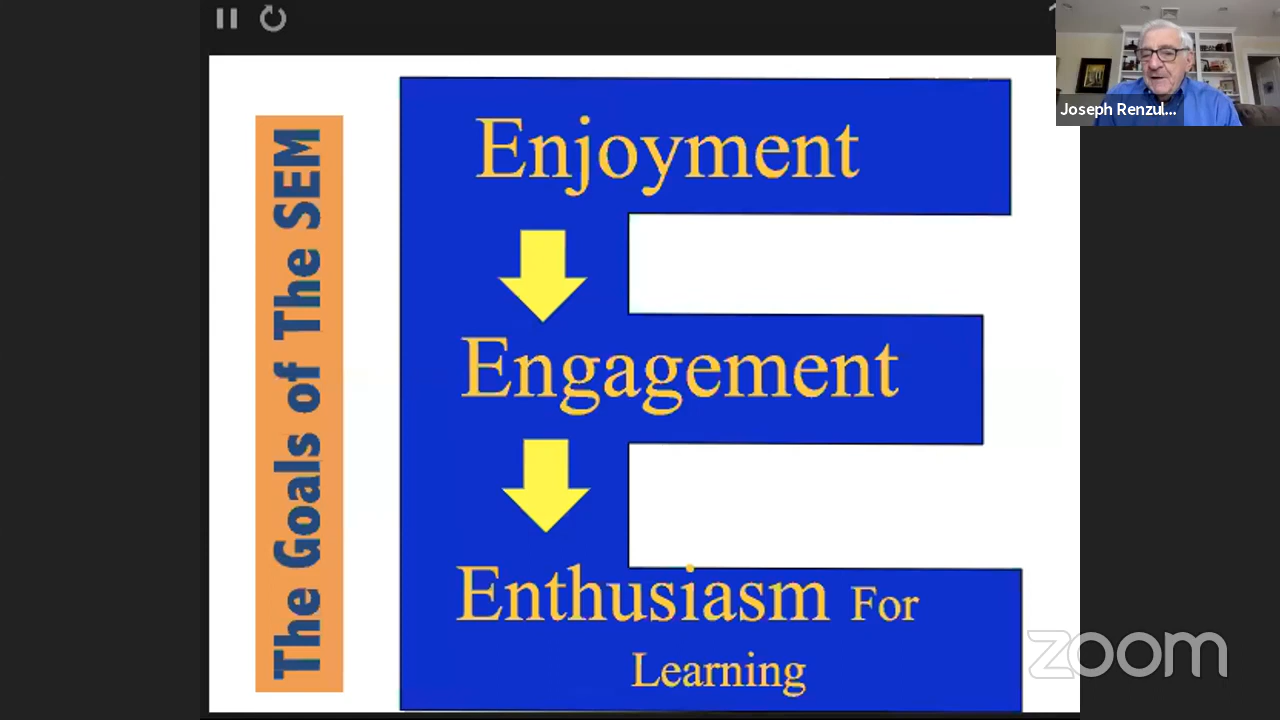 The Goals of The SEM
Enjoyment
Engagement
Enthusiasm For
Learning
Joseph Renzul...
zoom